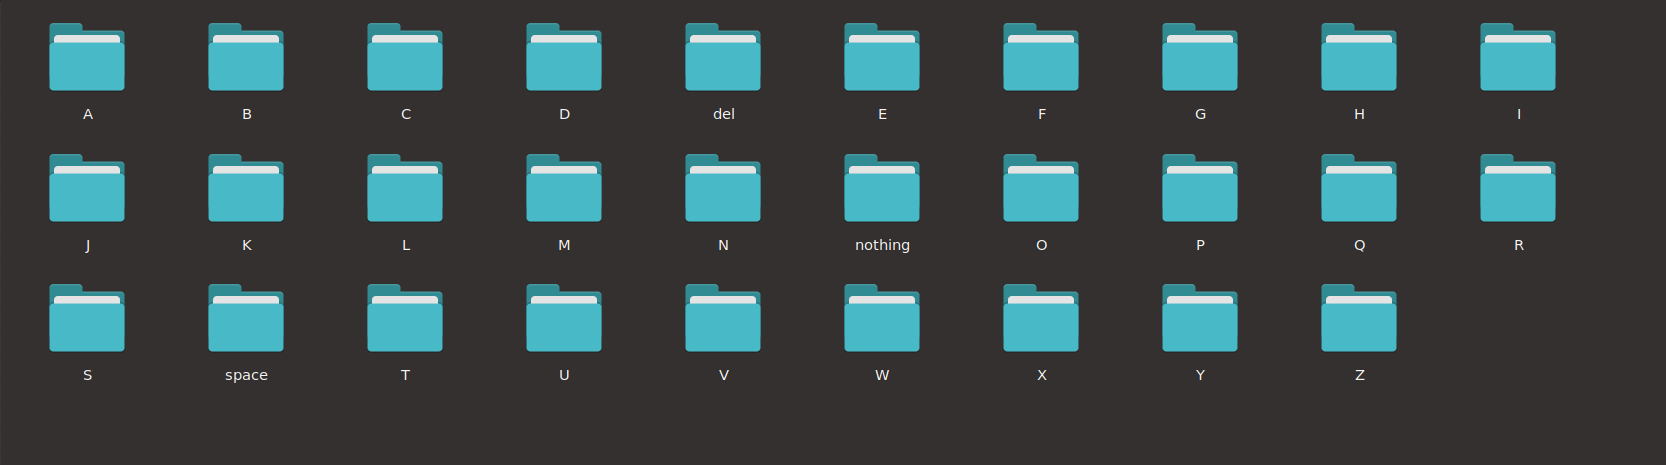 A B C D del E F G H I
J K L M N nothing O P Q R
S space T U V W X Y Z